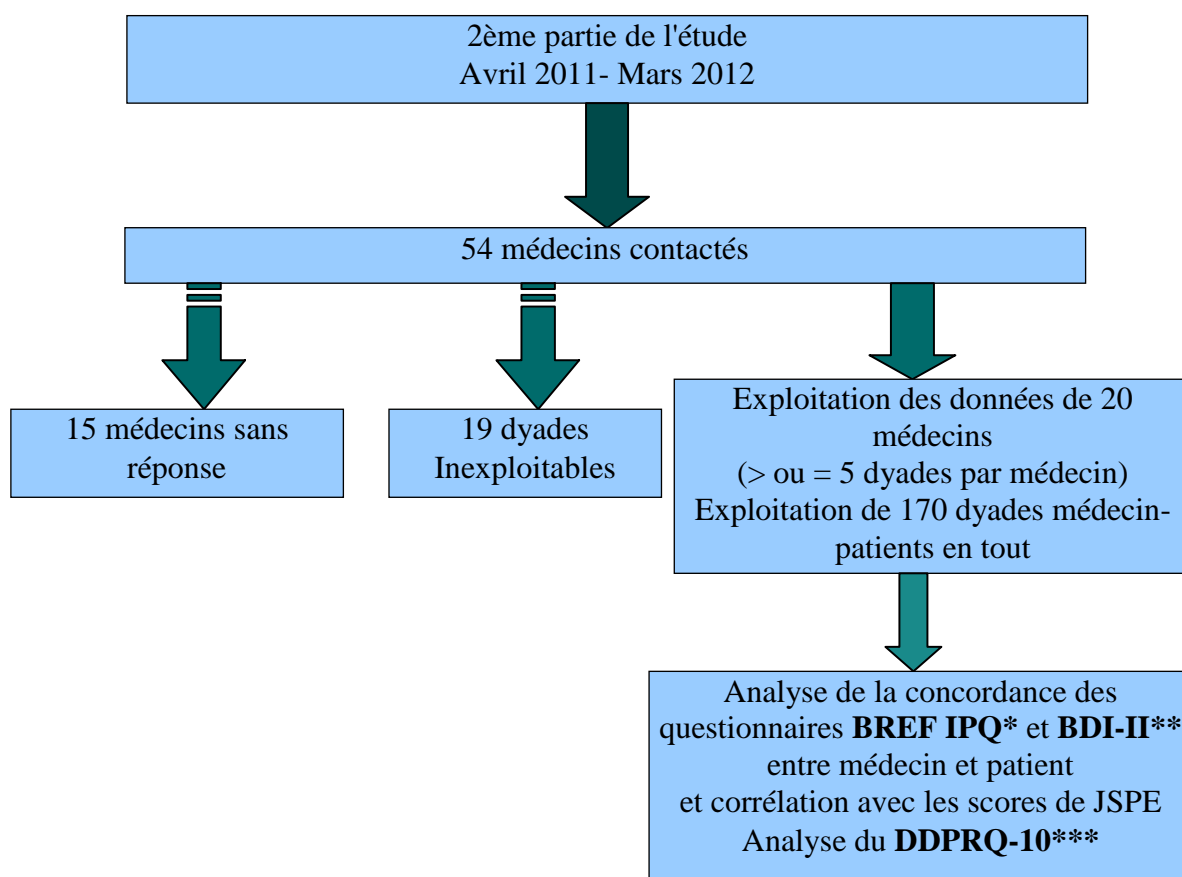 2ème partie de l'étude
Avril 2011- Mars 2012
54 médecins contactés
15 médecins sans
réponse
19 dyades
Inexploitables
Exploitation des données de 20
médecins
(> ou = 5 dyades par médecin)
Exploitation de 170 dyades médecin-
patients en tout
Analyse de la concordance des
questionnaires BREF IPQ* et BDI-II**
entre médecin et patient
et corrélation avec les scores de JSPE
Analyse du DDPRQ-10***